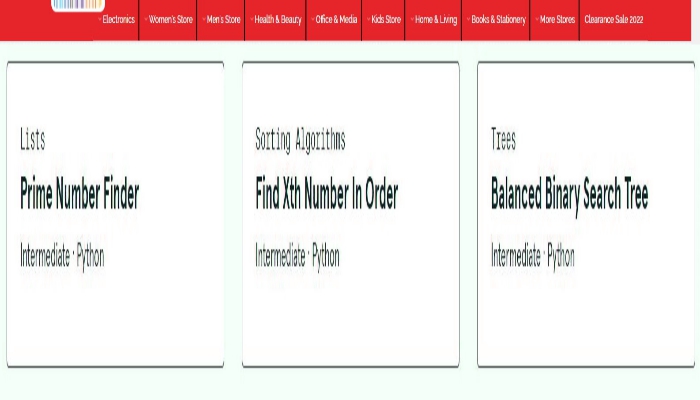 Electronics Women's Store Men's Store Health & Beauty Office & Media Kids Store Home & Living Books & Stationery More Stores Clearance Sale 2022
Lists
Prime Number Finder
Intermediate · Python
Sorting Algorithms
Find Xth Number In Order
Intermediate · Python
Trees
Balanced Binary Search Tree
Intermediate · Python